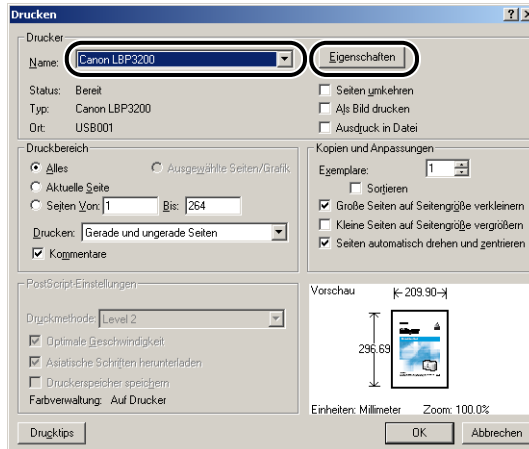 Drucken
Drucker
Name: Canon LBP3200 Eigenschaften
Status: Bereit
Typ: Canon LBP3200
Ort: USB001
Seiten umkehren
Als Bild drucken
Ausdruck in Datei
Druckbereich
Alles Ausgewählte Seiten/Grafik
Aktuelle Seite
Seiten Von: 1 Bis: 264
Drucken: Gerade und ungerade Seiten
Kommentare
Kopien und Anpassungen
Exemplare: 1
Sortieren
Große Seiten auf Seitengröße verkleinern
Kleine Seiten auf Seitengröße vergrößern
Seiten automatisch drehen und zentrieren
PostScript-Einstellungen
Druckmethode: Level 2
Optimale Geschwindigkeit
Asiatische Schriften herunterladen
Druckerspeicher speichern
Farbverwaltung: Auf Drucker
Vorschau
209.90
296.69
Einheiten: Millimeter Zoom: 100.0%
Drucktips OK Abbrechen